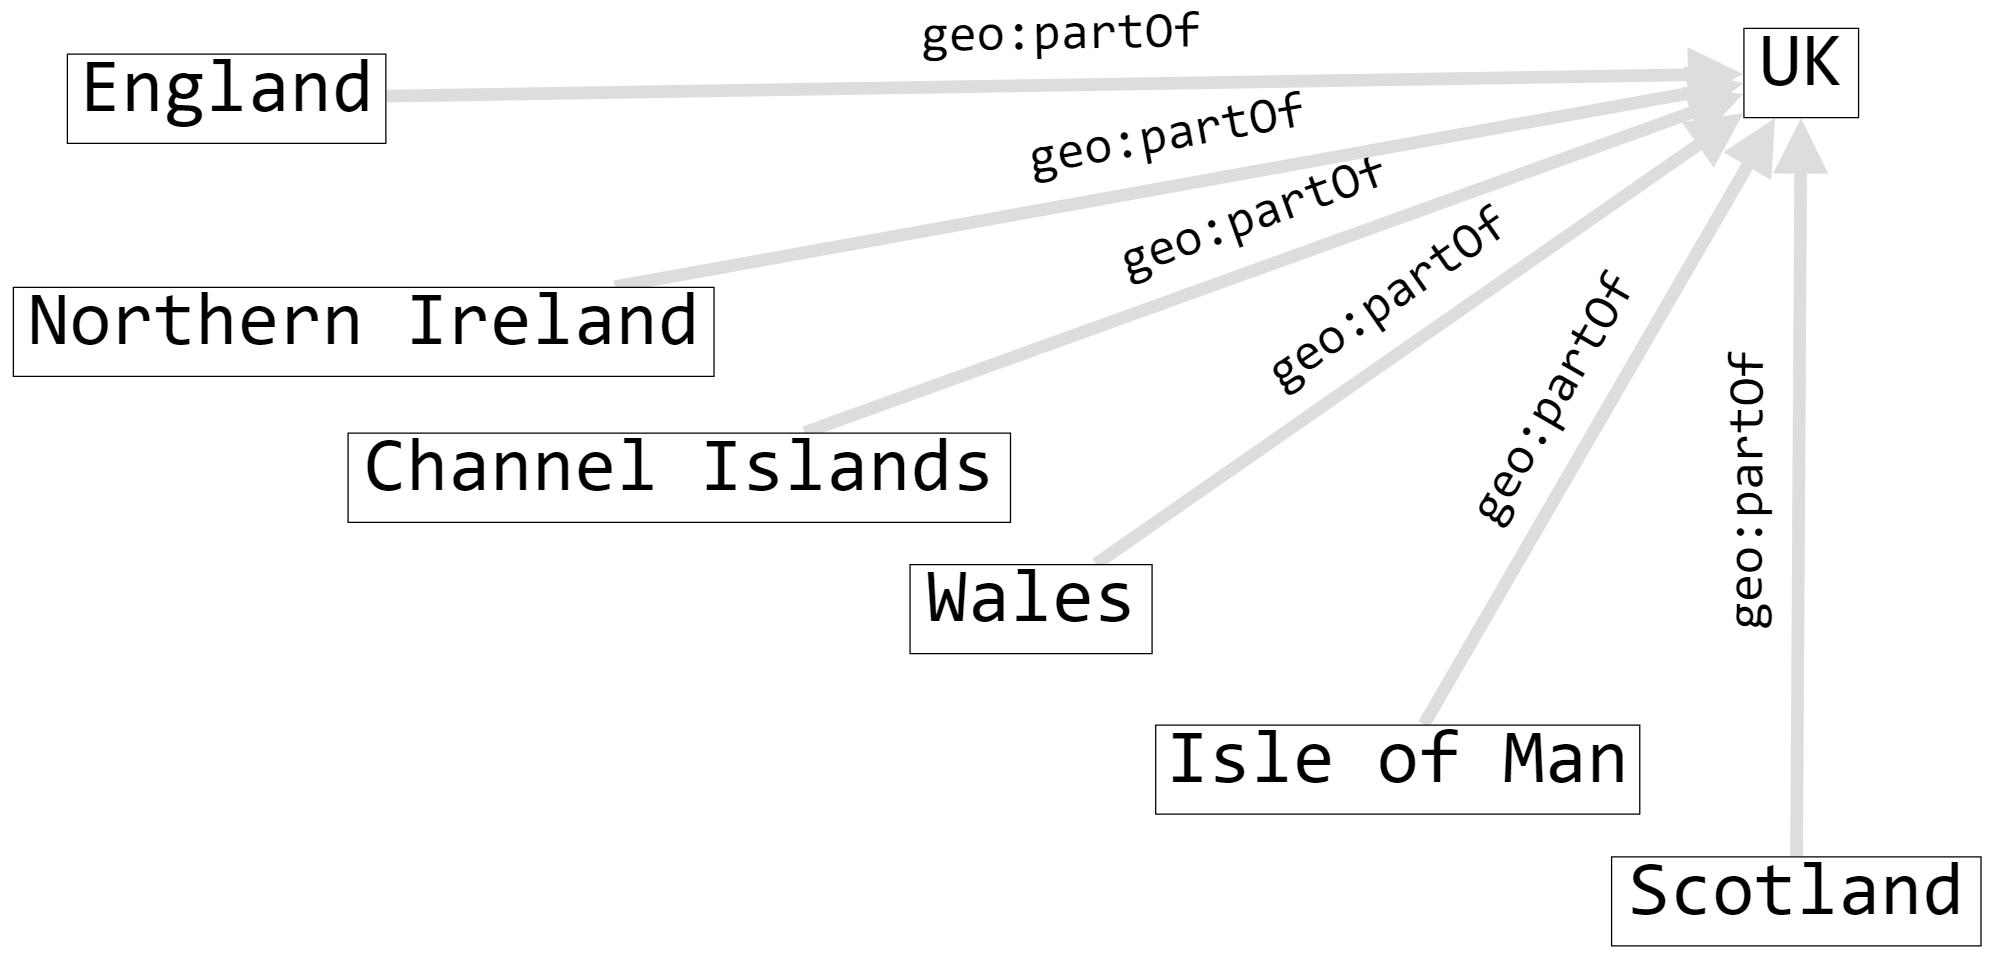 geo:partOf
UK
England
geo:partOf
geo:partOf
geo:partOf
Northern Ireland
geo:partOf
geo:partOf
Channel Islands
Wales
Isle of Man
Scotland